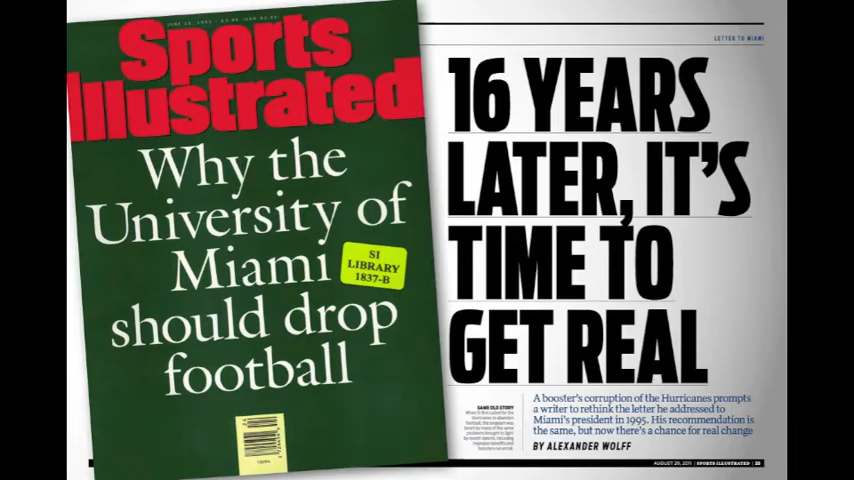 Sports
Illustrated
Why the
University of
Miami
should drop
football
SI
LIBRARY
1837-B
LETTER TO MIAMI
16 YEARS
LATER, IT'S
TIME TO
GET REAL
SAME OLD STORY
A booster's corruption of the Hurricanes prompts
a writer to rethink the letter he addressed to
Miami's president in 1995. His recommendation is
the same, but now there's a chance for real change
BY ALEXANDER WOLFF
AUGUST 29, 2011 | SPORTS ILLUSTRATED | 33